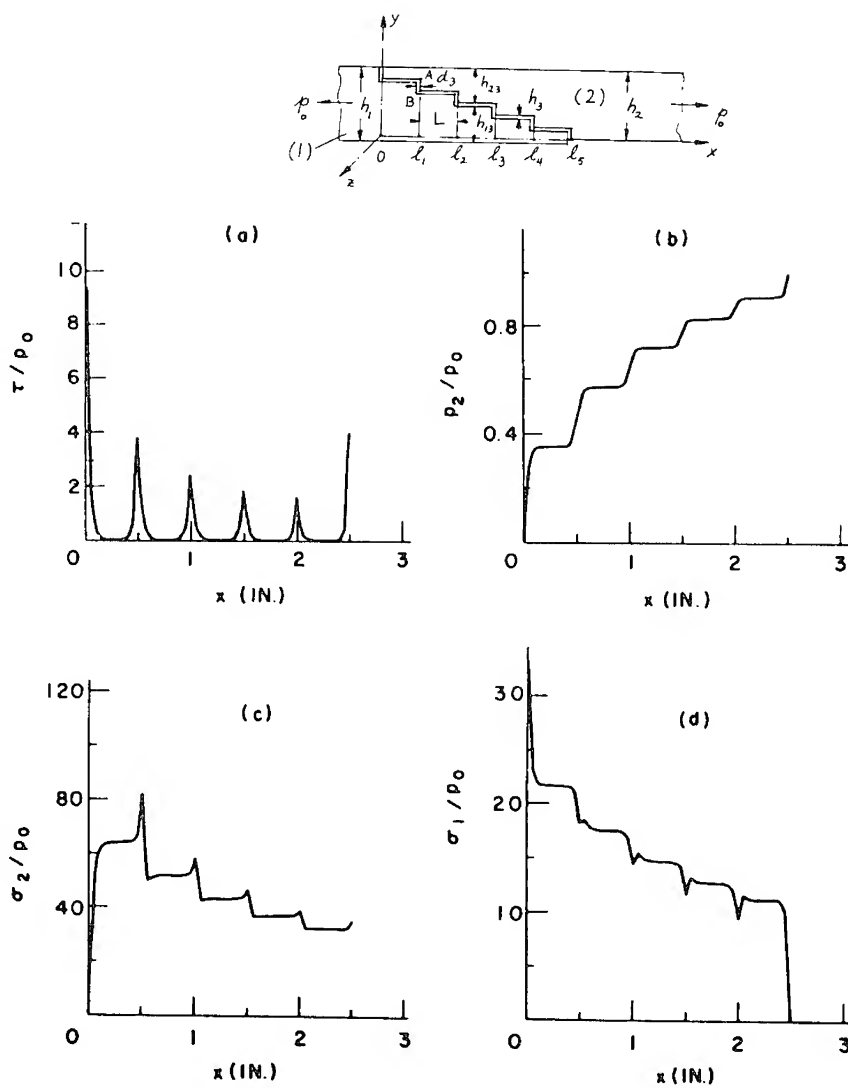 y
A d₃ h₂₃ h₃ (2)
p₀ h₁ B L h₁₃ h₂ p₀
(1) x
z 0 l₁ l₂ l₃ l₄ l₅
(a)
10
8
6
4
2
0 1 2 3
τ/p₀
x (IN.)
(b)
0.8
0.4
0 1 2 3
p₂/p₀
x (IN.)
(c)
120
80
40
0 1 2 3
σ₂/p₀
x (IN.)
(d)
30
20
10
0 1 2 3
σ₁/p₀
x (IN.)